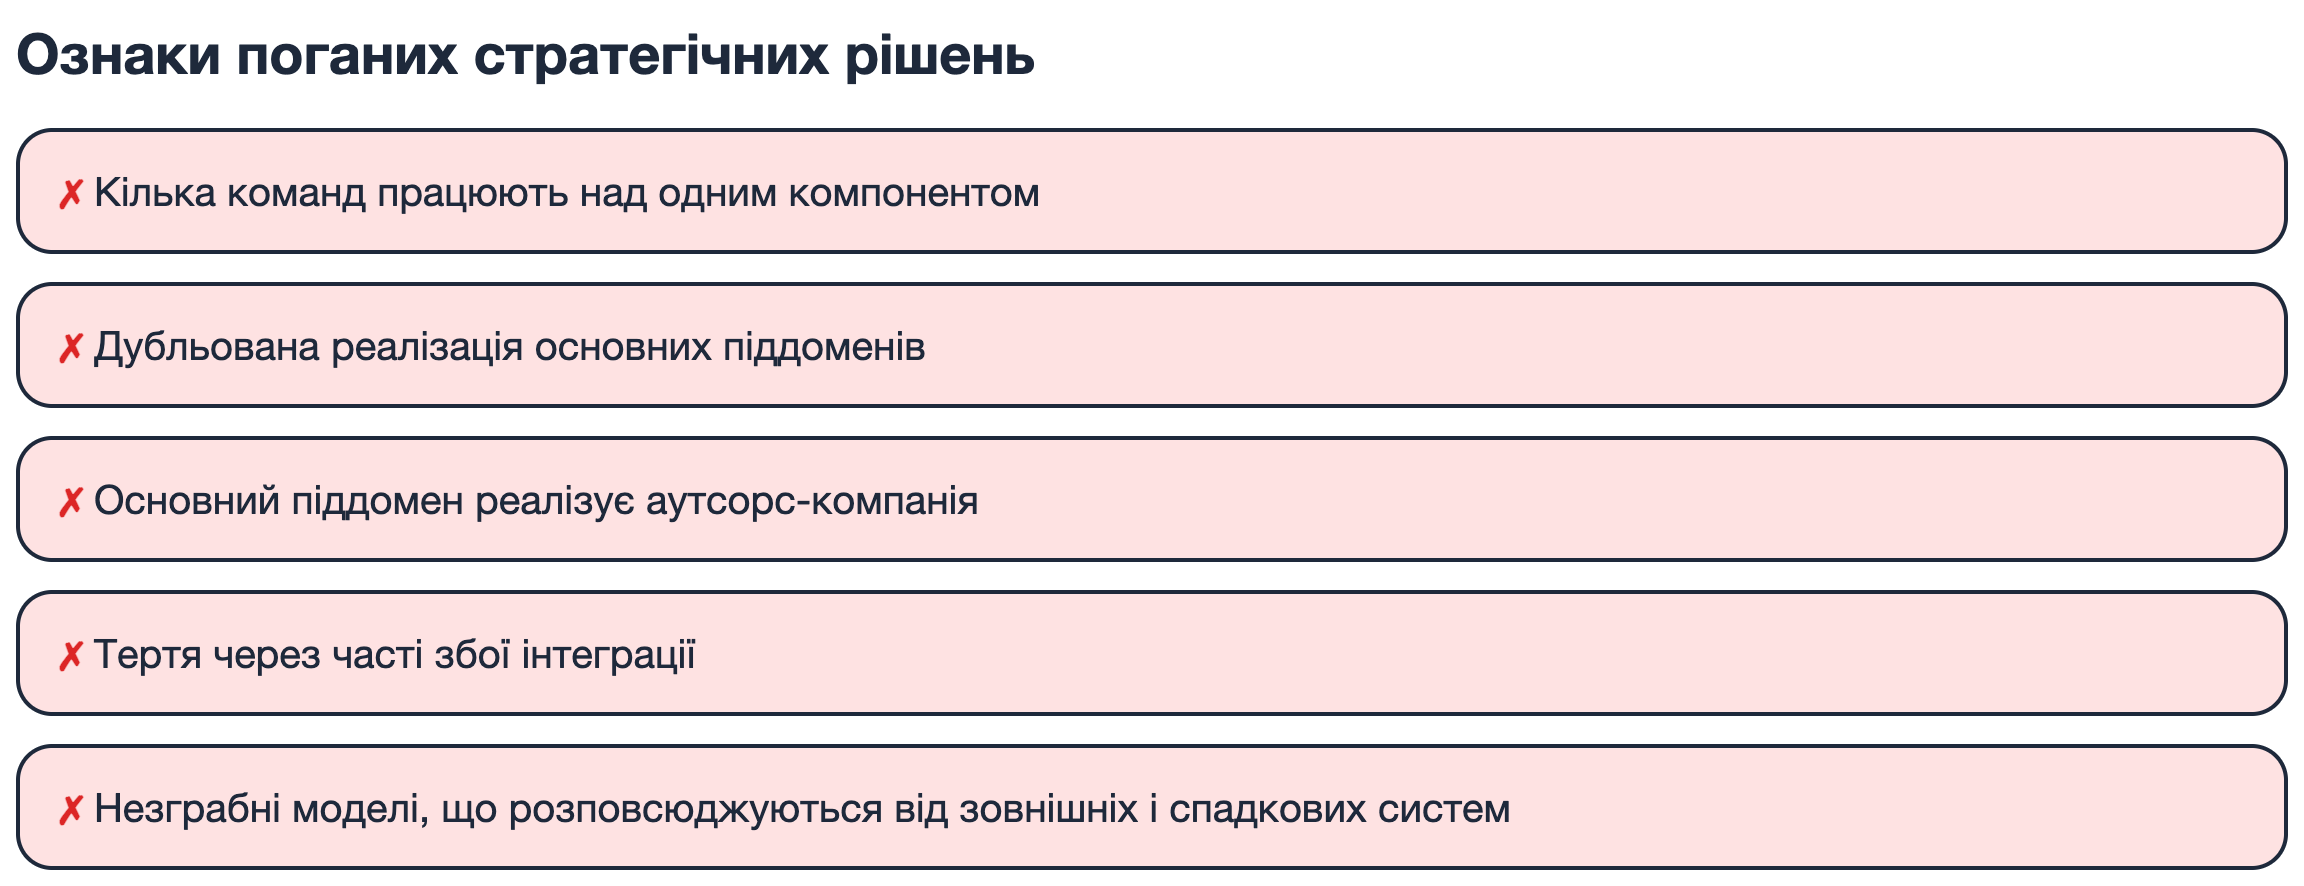 Ознаки поганих стратегічних рішень
✗ Кілька команд працюють над одним компонентом
✗ Дубльована реалізація основних піддоменів
✗ Основний піддомен реалізує аутсорс-компанія
✗ Тертя через часті збої інтеграції
✗ Незграбні моделі, що розповсюджуються від зовнішніх і спадкових систем